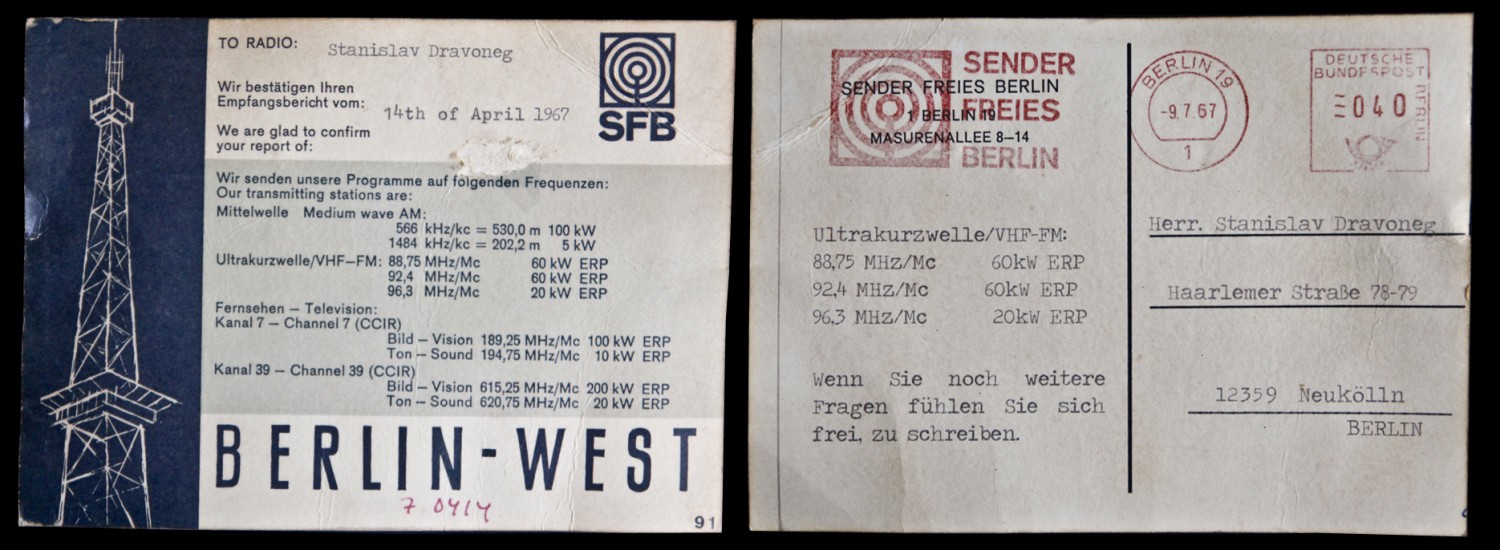 TO RADIO: Stanislav Dravoneg
Wir bestätigen Ihren
Empfangsbericht vom: 14th of April 1967
We are glad to confirm
your report of:
SFB
Wir senden unsere Programme auf folgenden Frequenzen:
Our transmitting stations are:
Mittelwelle Medium wave AM:
566 kHz/kc = 530,0 m 100 kW
1484 kHz/kc = 202,2 m 5 kW
Ultrakurzwelle/VHF–FM: 88,75 MHz/Mc 60 kW ERP
92,4 MHz/Mc 60 kW ERP
96,3 MHz/Mc 20 kW ERP
Fernsehen – Television:
Kanal 7 – Channel 7 (CCIR)
Bild – Vision 189,25 MHz/Mc 100 kW ERP
Ton – Sound 194,75 MHz/Mc 10 kW ERP
Kanal 39 – Channel 39 (CCIR)
Bild – Vision 615,25 MHz/Mc 200 kW ERP
Ton – Sound 620,75 MHz/Mc 20 kW ERP
BERLIN-WEST
7 0414
91
SENDER
FREIES
BERLIN
SENDER FREIES BERLIN
1 BERLIN 19
MASURENALLEE 8–14
BERLIN 19
-9.7.67
1
DEUTSCHE
BUNDESPOST
040
BERLIN
Ultrakurzwelle/VHF-FM:
88,75 MHz/Mc 60kW ERP
92,4 MHz/Mc 60kW ERP
96,3 MHz/Mc 20kW ERP
Wenn Sie noch weitere
Fragen fühlen Sie sich
frei, zu schreiben.
Herr. Stanislav Dravoneg
Haarlemer Straße 78-79
12359 Neukölln
BERLIN